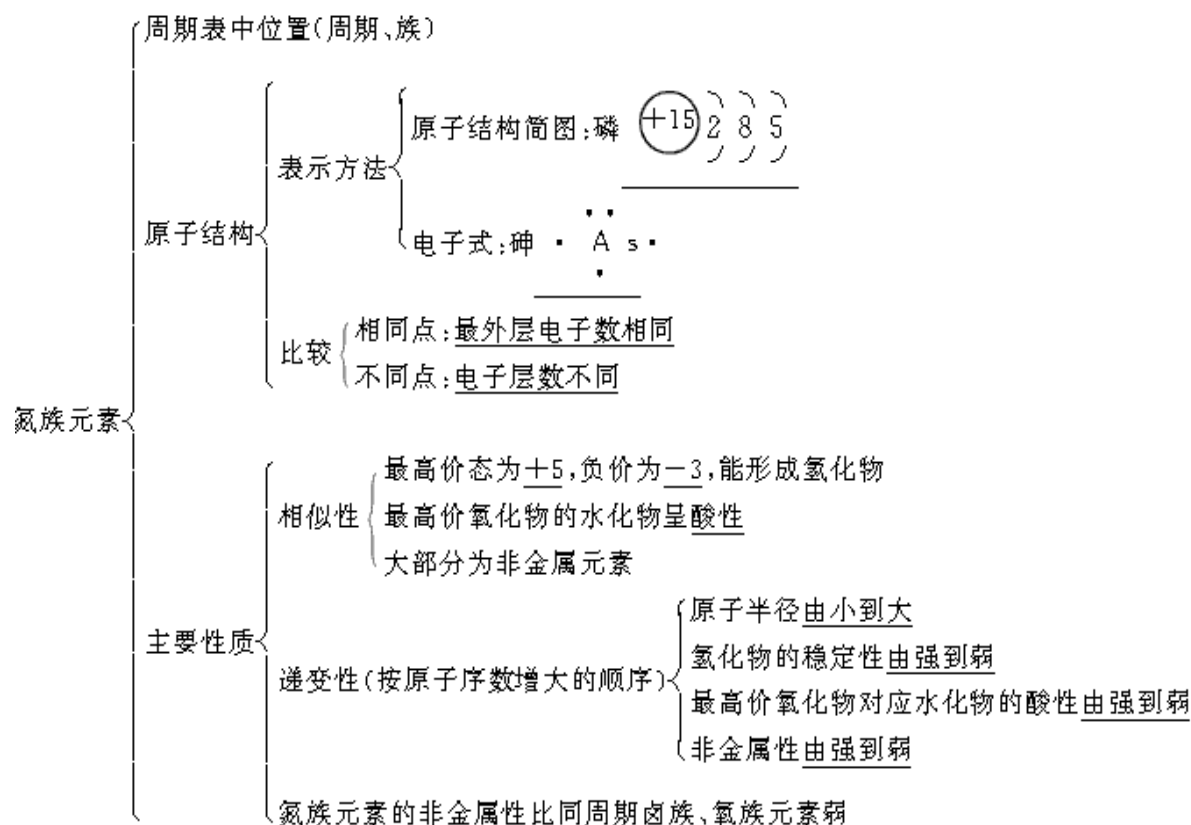 周期表中位置(周期、族)
原子结构简图:磷 +15 2 8 5
表示方法
原子结构
电子式:砷 · As ·
相同点:最外层电子数相同
比较
不同点:电子层数不同
氮族元素
最高价态为+5,负价为-3,能形成氢化物
相似性
最高价氧化物的水化物呈酸性
大部分为非金属元素
原子半径由小到大
主要性质
氢化物的稳定性由强到弱
递变性(按原子序数增大的顺序)
最高价氧化物对应水化物的酸性由强到弱
非金属性由强到弱
氮族元素的非金属性比同周期卤族、氧族元素弱